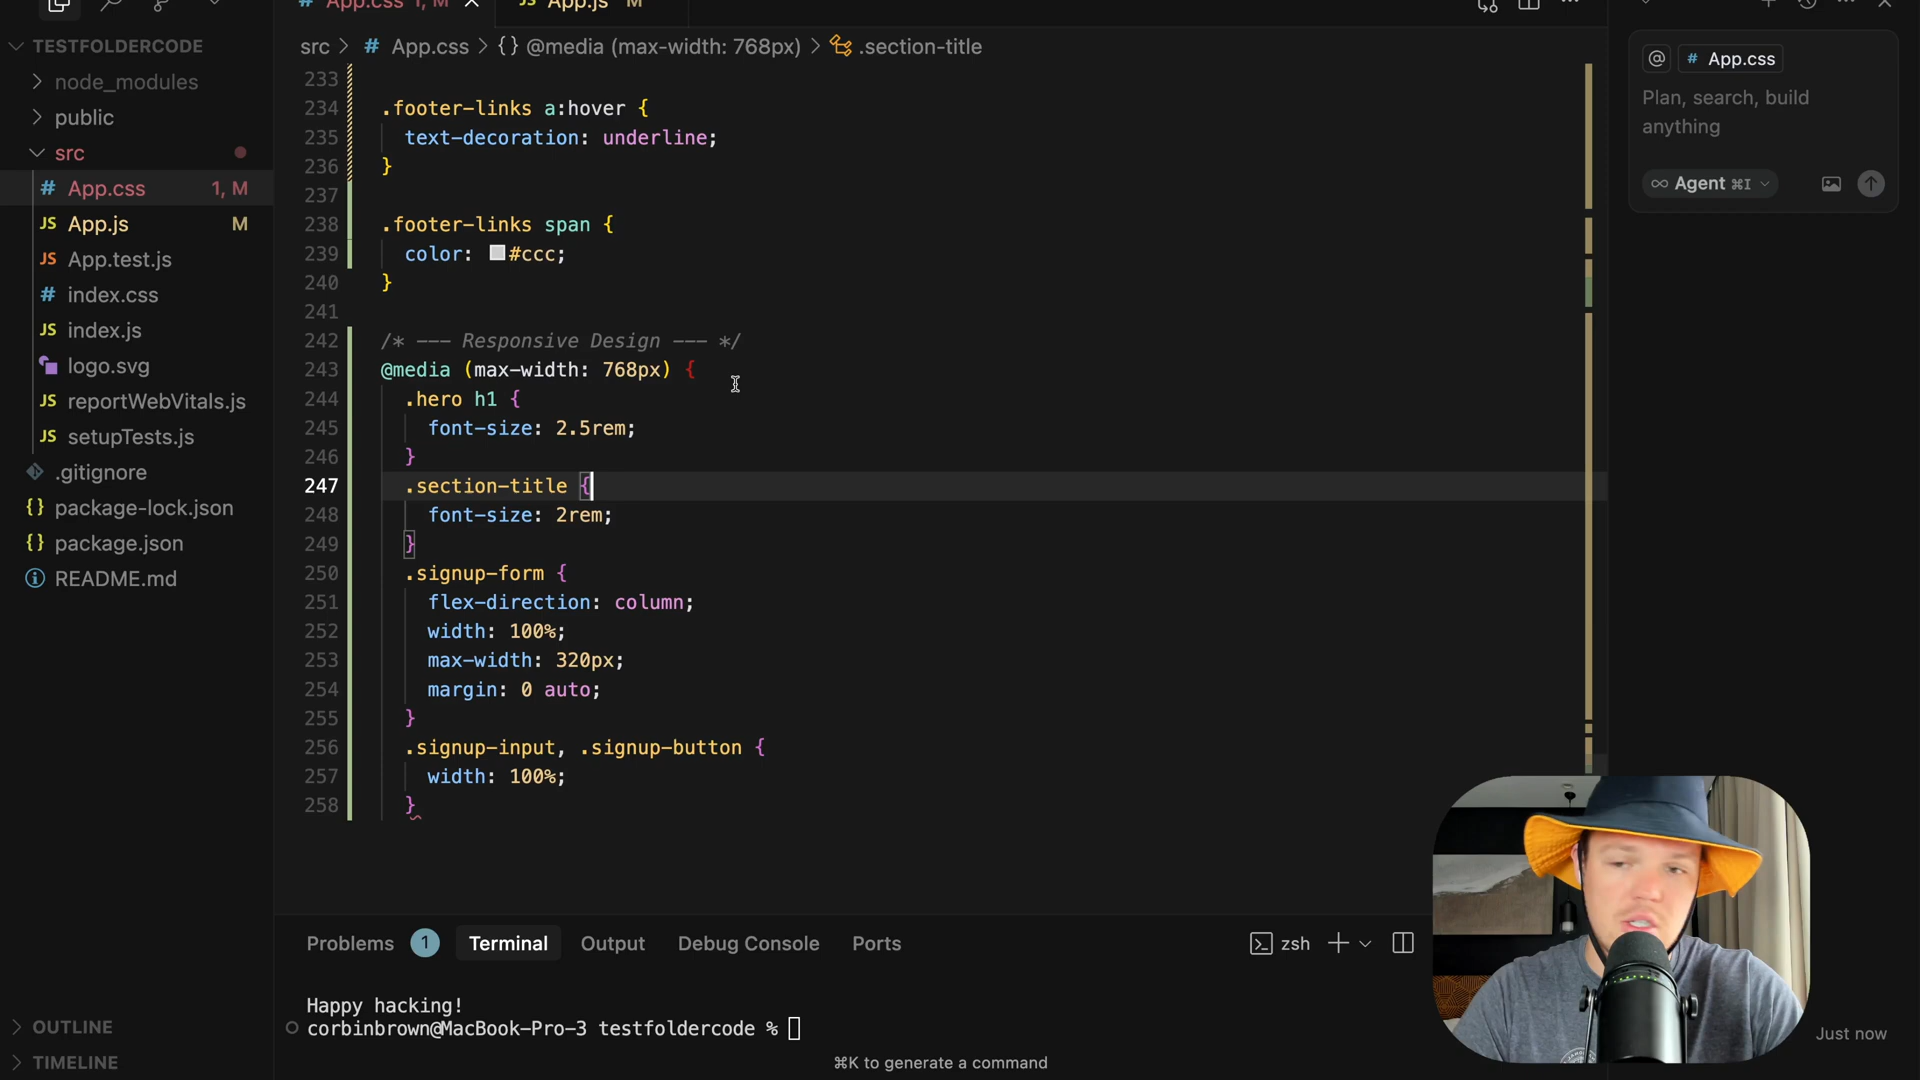 App.css 1, M
App.js M
TESTFOLDERCODE
node_modules
public
src
# App.css 1, M
JS App.js M
JS App.test.js
# index.css
JS index.js
logo.svg
JS reportWebVitals.js
JS setupTests.js
.gitignore
{} package-lock.json
{} package.json
README.md
OUTLINE
TIMELINE
src > # App.css > {} @media (max-width: 768px) > .section-title
233
234 .footer-links a:hover {
235 text-decoration: underline;
236 }
237
238 .footer-links span {
239 color: #ccc;
240 }
241
242 /* --- Responsive Design --- */
243 @media (max-width: 768px) {
244 .hero h1 {
245 font-size: 2.5rem;
246 }
247 .section-title {
248 font-size: 2rem;
249 }
250 .signup-form {
251 flex-direction: column;
252 width: 100%;
253 max-width: 320px;
254 margin: 0 auto;
255 }
256 .signup-input, .signup-button {
257 width: 100%;
258 }
Problems 1 Terminal Output Debug Console Ports
zsh
Happy hacking!
corbinbrown@MacBook-Pro-3 testfoldercode %
⌘K to generate a command
@ # App.css
Plan, search, build
anything
∞ Agent ⌘I
Just now